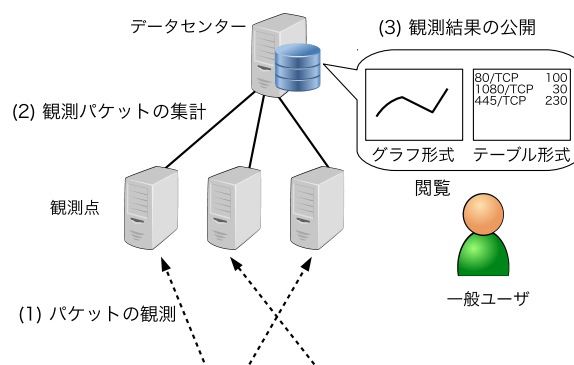 データセンター
(3) 観測結果の公開
80/TCP 100
1080/TCP 30
445/TCP 230
(2) 観測パケットの集計
グラフ形式
テーブル形式
閲覧
観測点
一般ユーザ
(1) パケットの観測